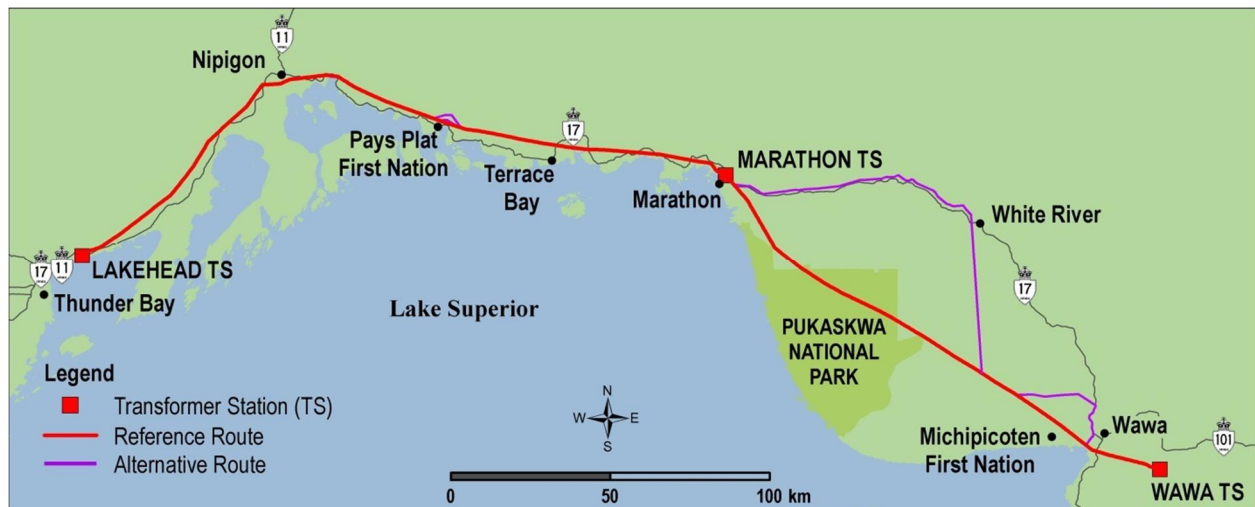 11
Nipigon
17
Pays Plat
First Nation
Terrace
Bay
MARATHON TS
Marathon
White River
17
11
LAKEHEAD TS
Thunder Bay
17
Lake Superior
PUKASKWA
NATIONAL
PARK
Legend
Transformer Station (TS)
Reference Route
Alternative Route
N
W
E
S
0
50
100 km
Michipicoten
First Nation
Wawa
101
WAWA TS